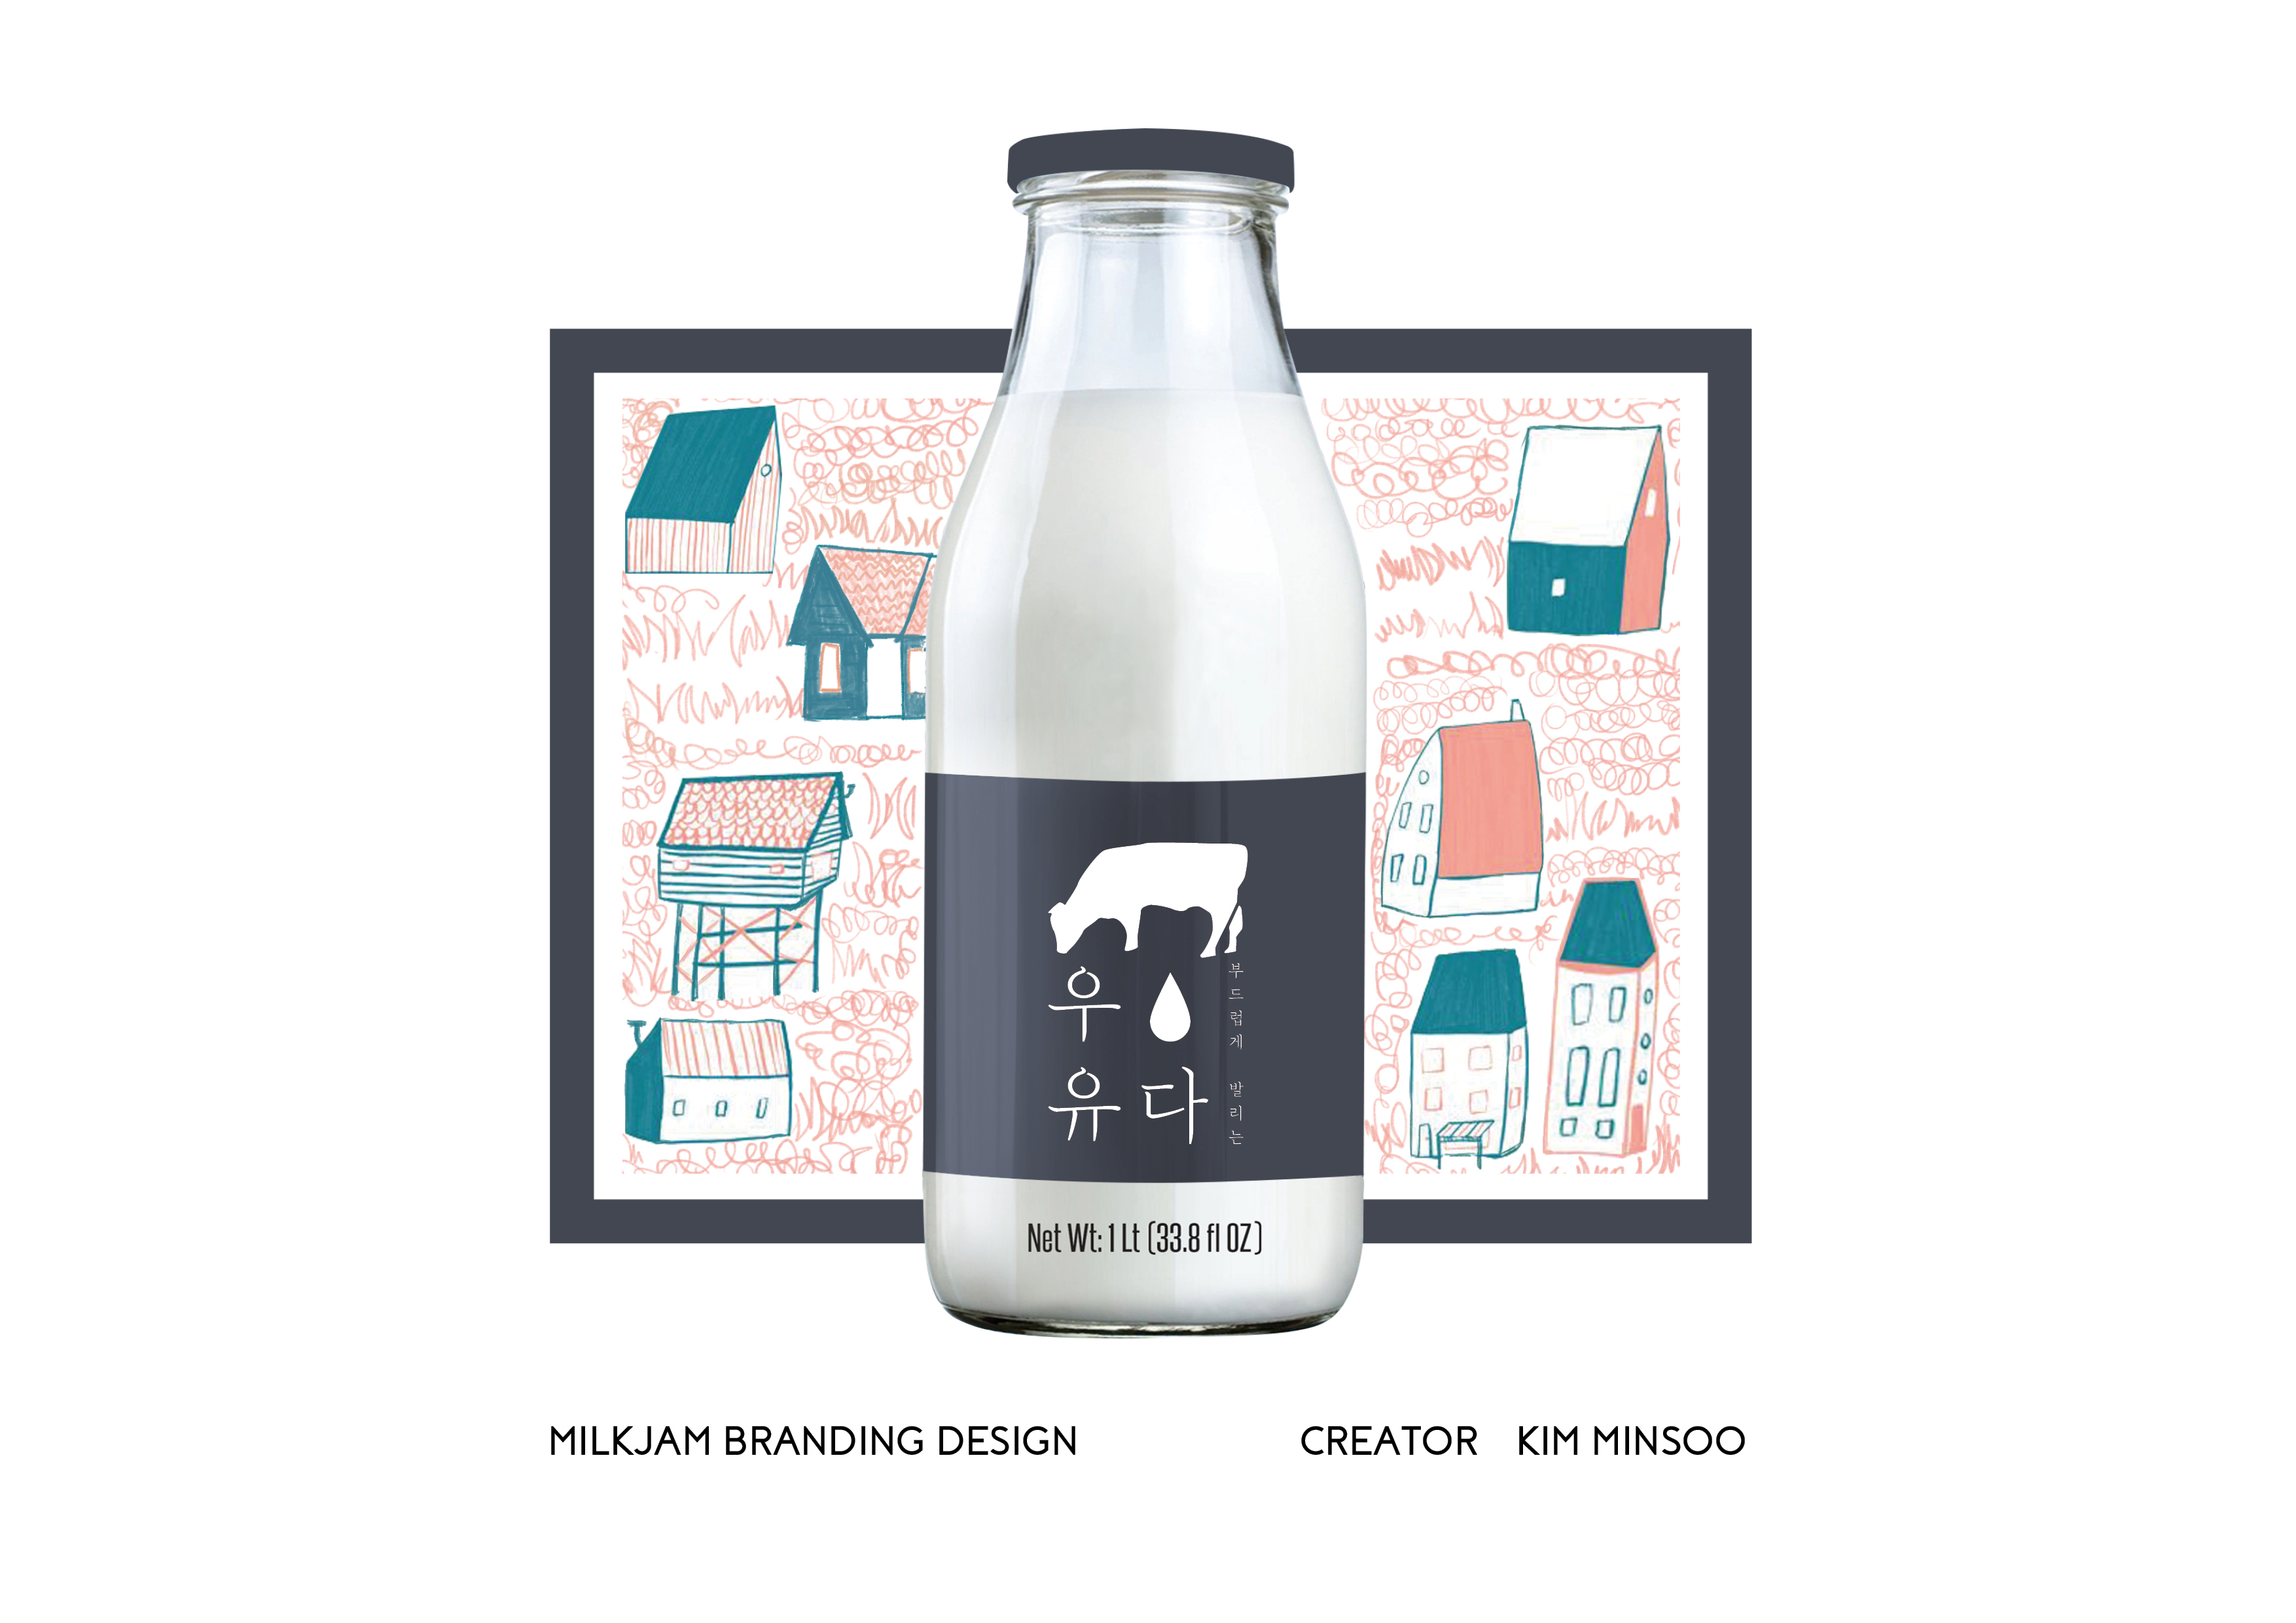 우유다
부드럽게 발리는
Net Wt: 1 Lt (33.8 fl OZ)
MILKJAM BRANDING DESIGN
CREATOR KIM MINSOO